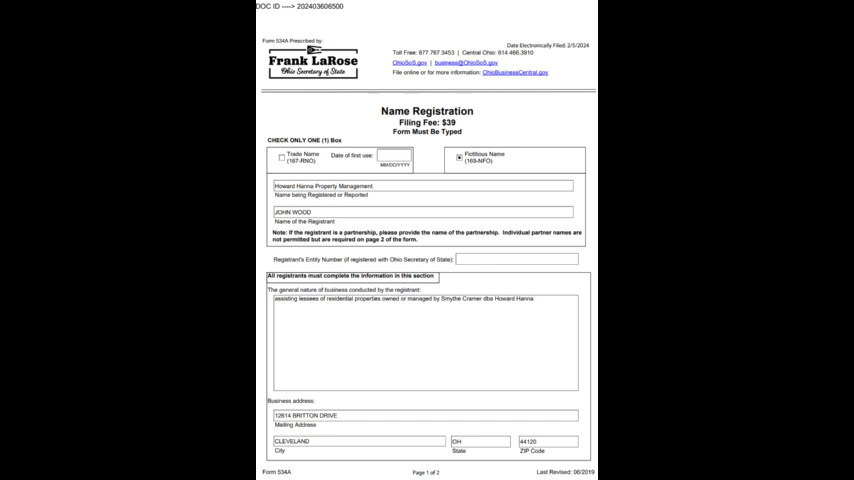 DOC ID ----> 202403606500
Form 534A Prescribed by:
Date Electronically Filed: 2/5/2024
Frank LaRose
Ohio Secretary of State
Toll Free: 877.767.3453 | Central Ohio: 614.466.3910
OhioSoS.gov | business@OhioSoS.gov
File online or for more information: OhioBusinessCentral.gov
Name Registration
Filing Fee: $39
Form Must Be Typed
CHECK ONLY ONE (1) Box
Trade Name
(167-RNO)
Date of first use:
MM/DD/YYYY
Fictitious Name
(169-NFO)
Howard Hanna Property Management
Name being Registered or Reported
JOHN WOOD
Name of the Registrant
Note: If the registrant is a partnership, please provide the name of the partnership. Individual partner names are
not permitted but are required on page 2 of the form.
Registrant's Entity Number (if registered with Ohio Secretary of State):
All registrants must complete the information in this section
The general nature of business conducted by the registrant:
assisting lessees of residential properties owned or managed by Smythe Cramer dba Howard Hanna
Business address:
12614 BRITTON DRIVE
Mailing Address
CLEVELAND OH 44120
City State ZIP Code
Form 534A Page 1 of 2 Last Revised: 06/2019